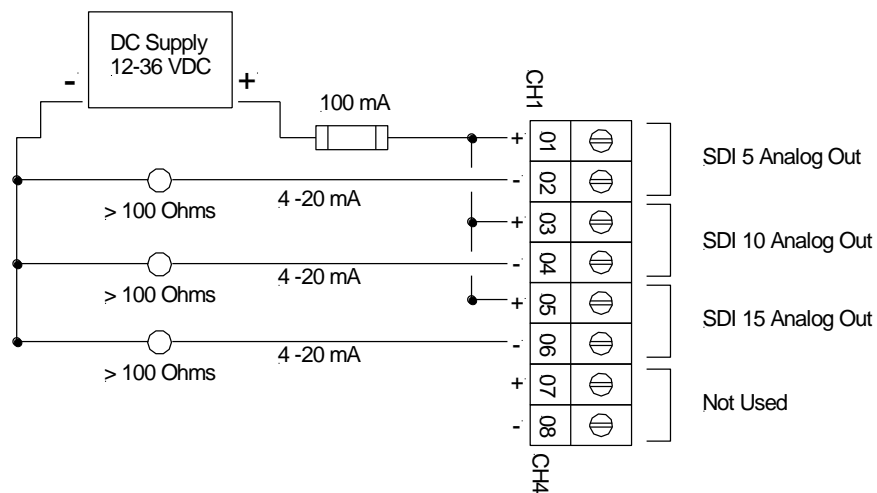 DC Supply
12-36 VDC
- +
100 mA
CH1
+ 01
- 02
SDI 5 Analog Out
> 100 Ohms
4 -20 mA
+ 03
- 04
SDI 10 Analog Out
> 100 Ohms
4 -20 mA
+ 05
- 06
SDI 15 Analog Out
> 100 Ohms
4 -20 mA
+ 07
- 08
Not Used
CH4